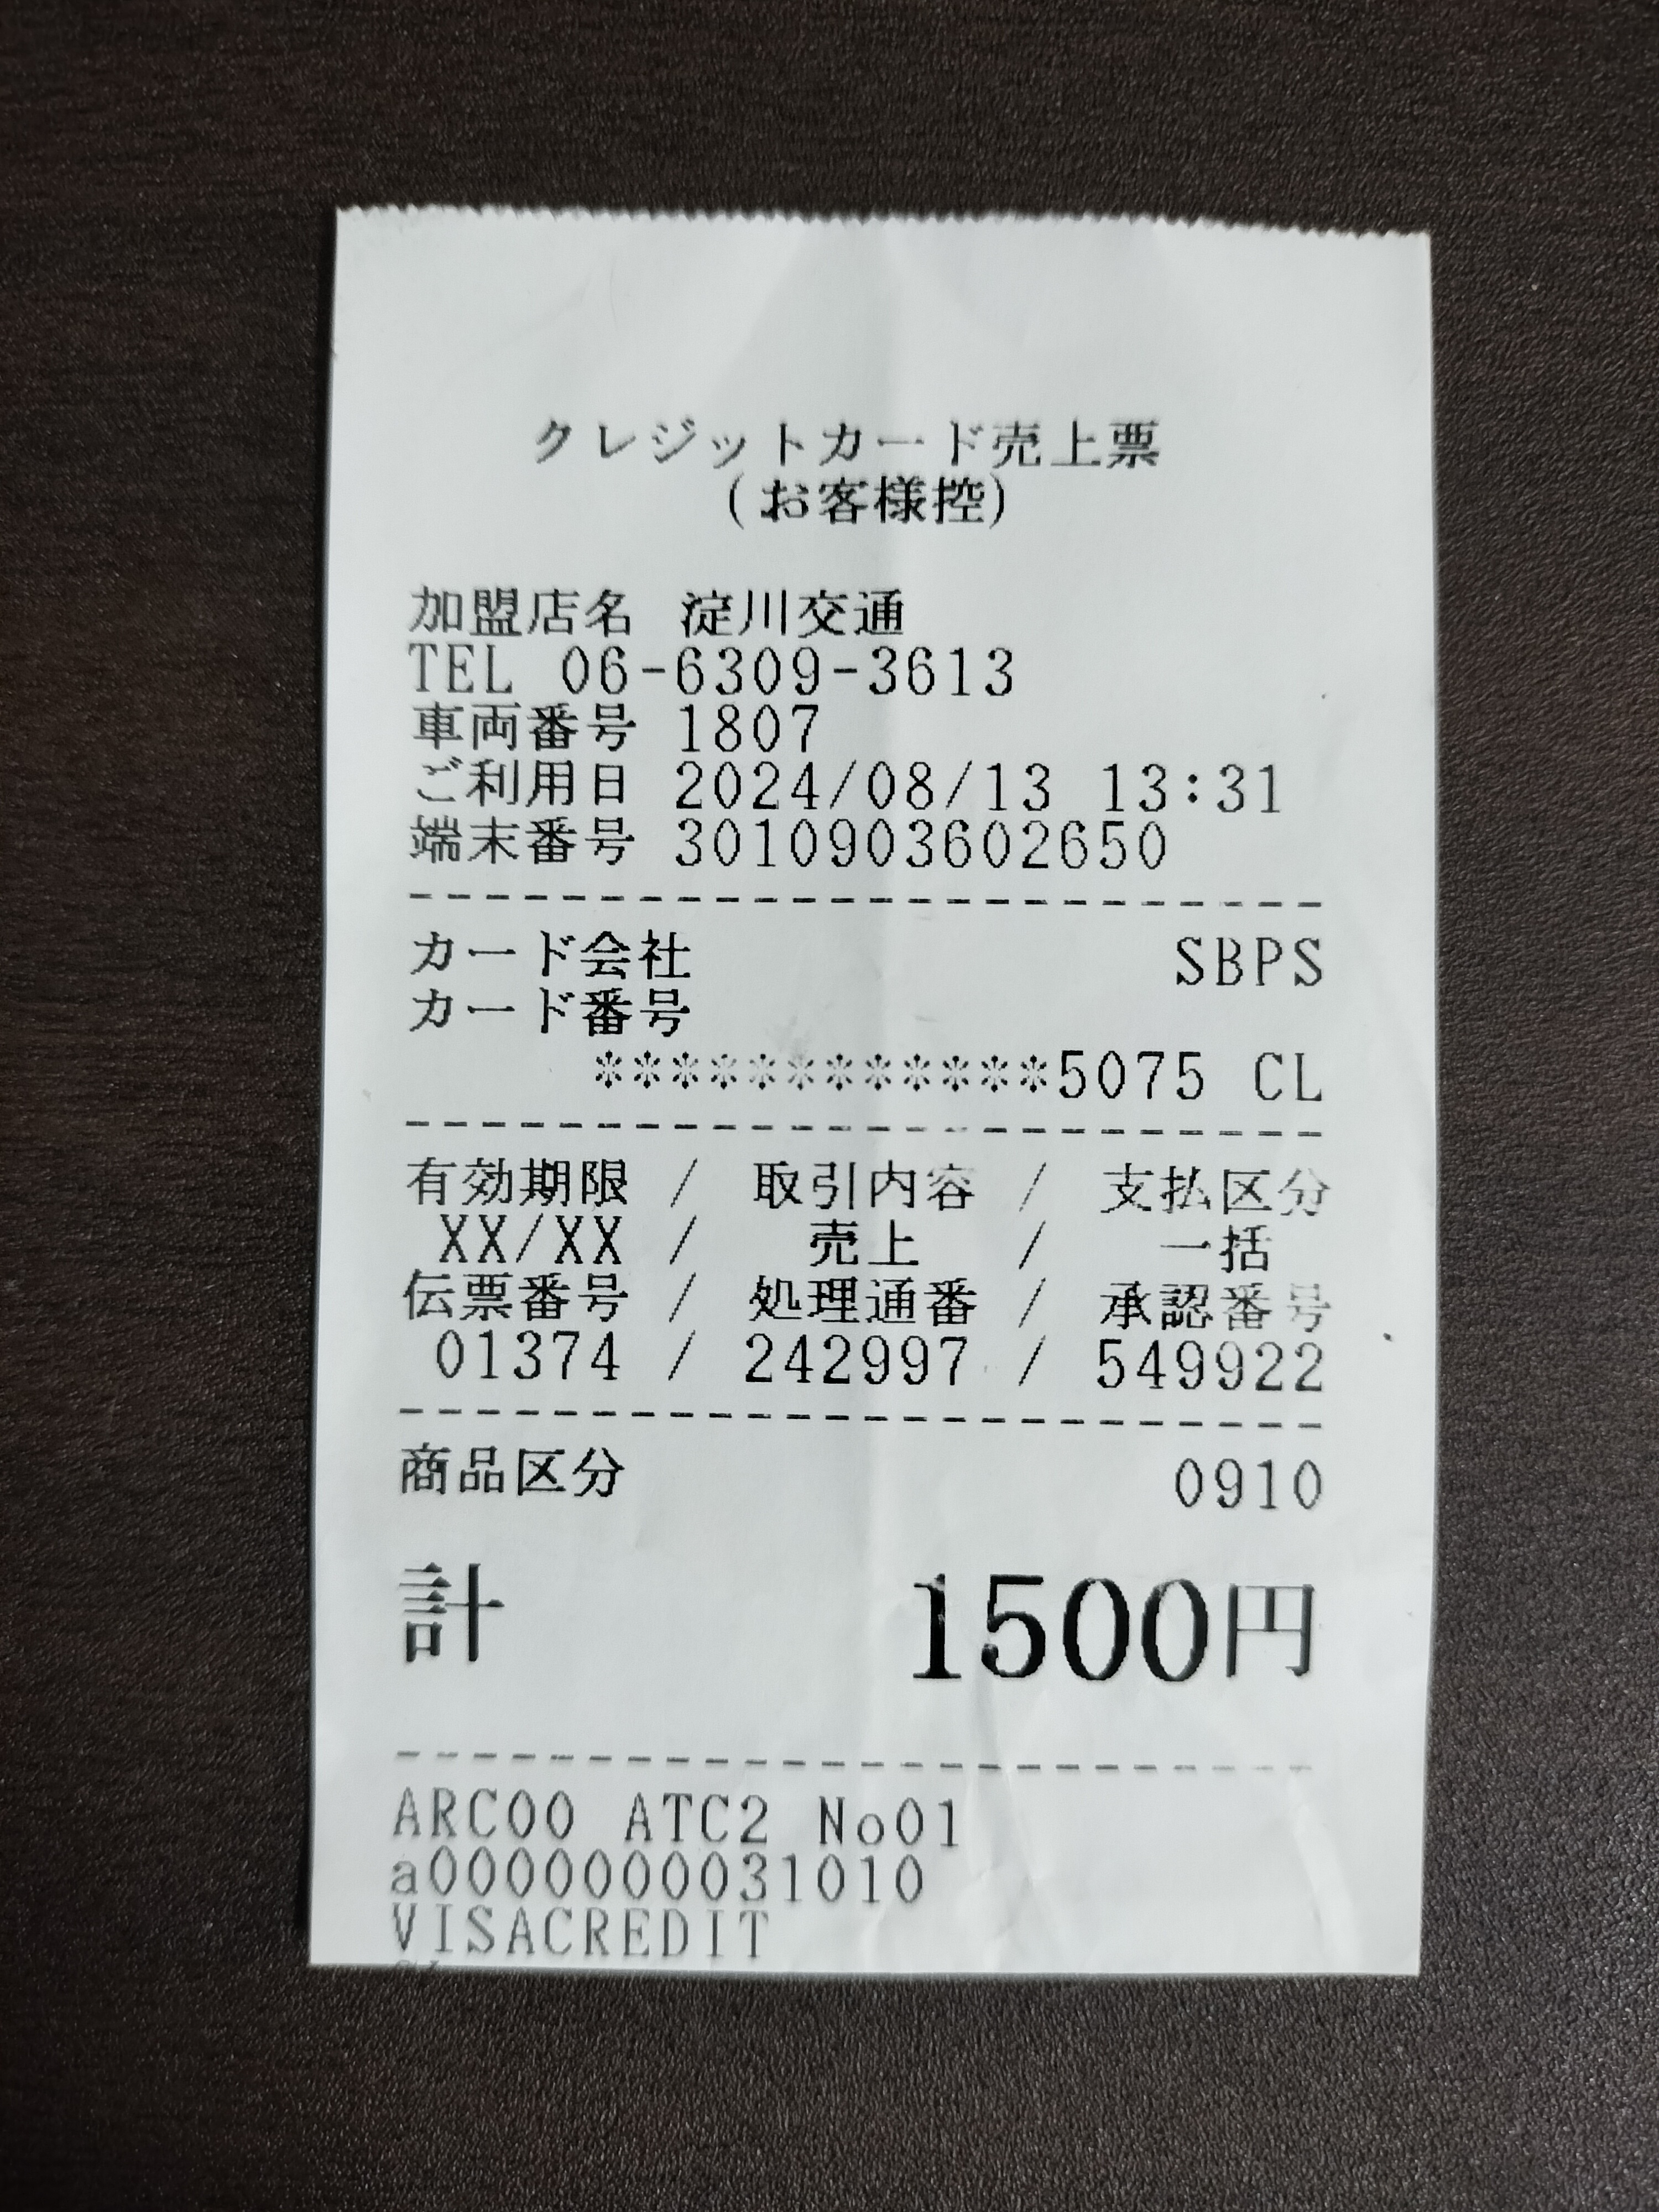 クレジットカード売上票
(お客様控)
加盟店名 淀川交通
TEL 06-6309-3613
車両番号 1807
ご利用日 2024/08/13 13:31
端末番号 3010903602650
カード会社 SBPS
カード番号
************5075 CL
有効期限 / 取引内容 / 支払区分
XX/XX / 売上 / 一括
伝票番号 / 処理通番 / 承認番号
01374 / 242997 / 549922
商品区分 0910
計 1500円
ARC00 ATC2 No01
a0000000031010
VISACREDIT